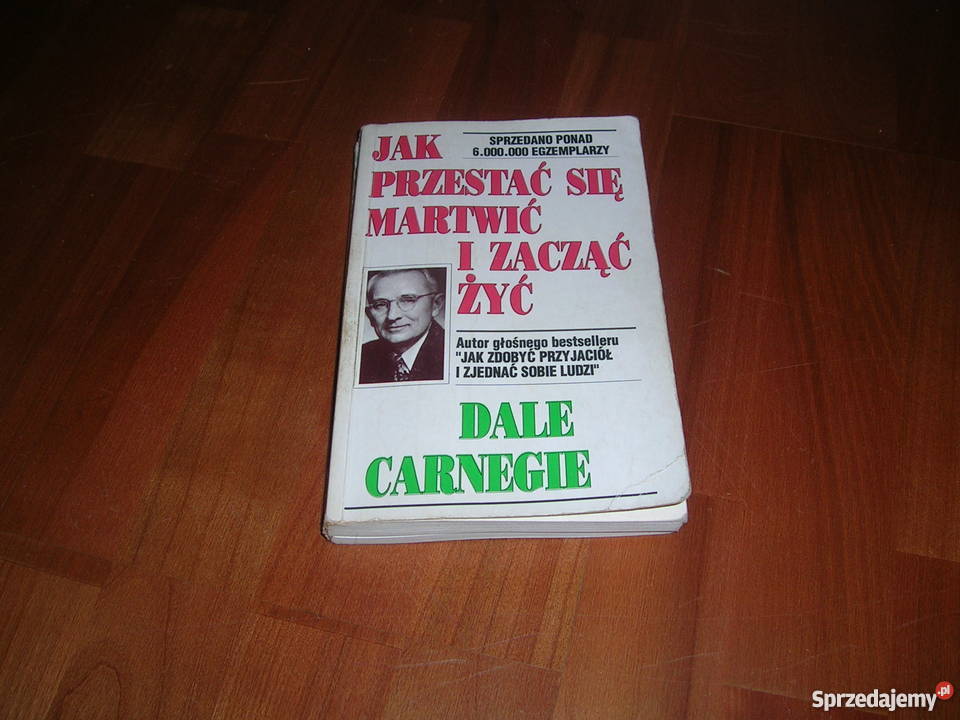 JAK
SPRZEDANO PONAD
6.000.000 EGZEMPLARZY
PRZESTAĆ SIĘ
MARTWIĆ
I ZACZĄĆ
ŻYĆ
Autor głośnego bestselleru
"JAK ZDOBYĆ PRZYJACIÓŁ
I ZJEDNAĆ SOBIE LUDZI"
DALE
CARNEGIE
Sprzedajemy.pl